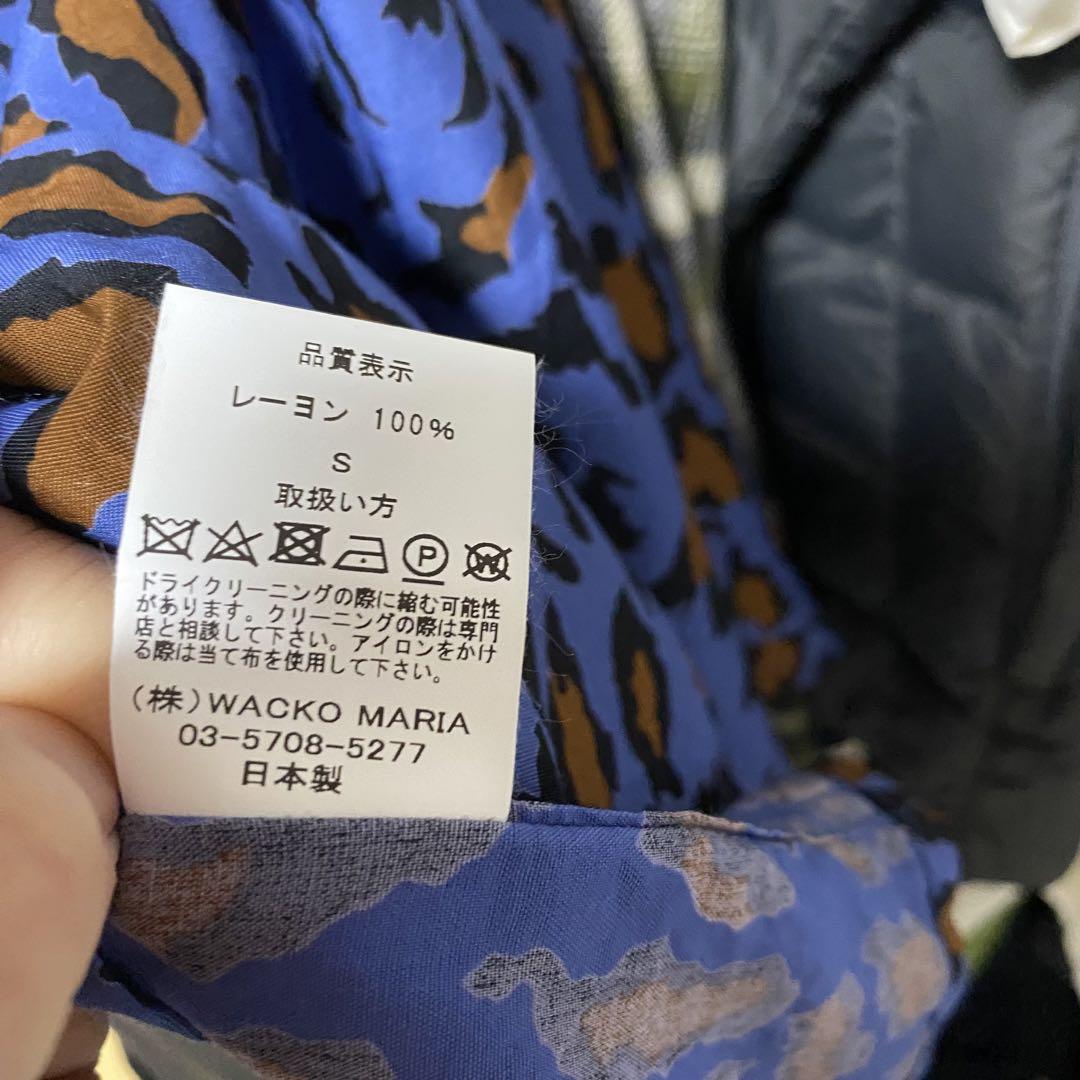 品質表示
レーヨン 100%
S
取扱い方
P W
ドライクリーニングの際に縮む可能性
があります。クリーニングの際は専門
店と相談して下さい。アイロンをかけ
る際は当て布を使用して下さい。
(株)WACKO MARIA
03-5708-5277
日本製